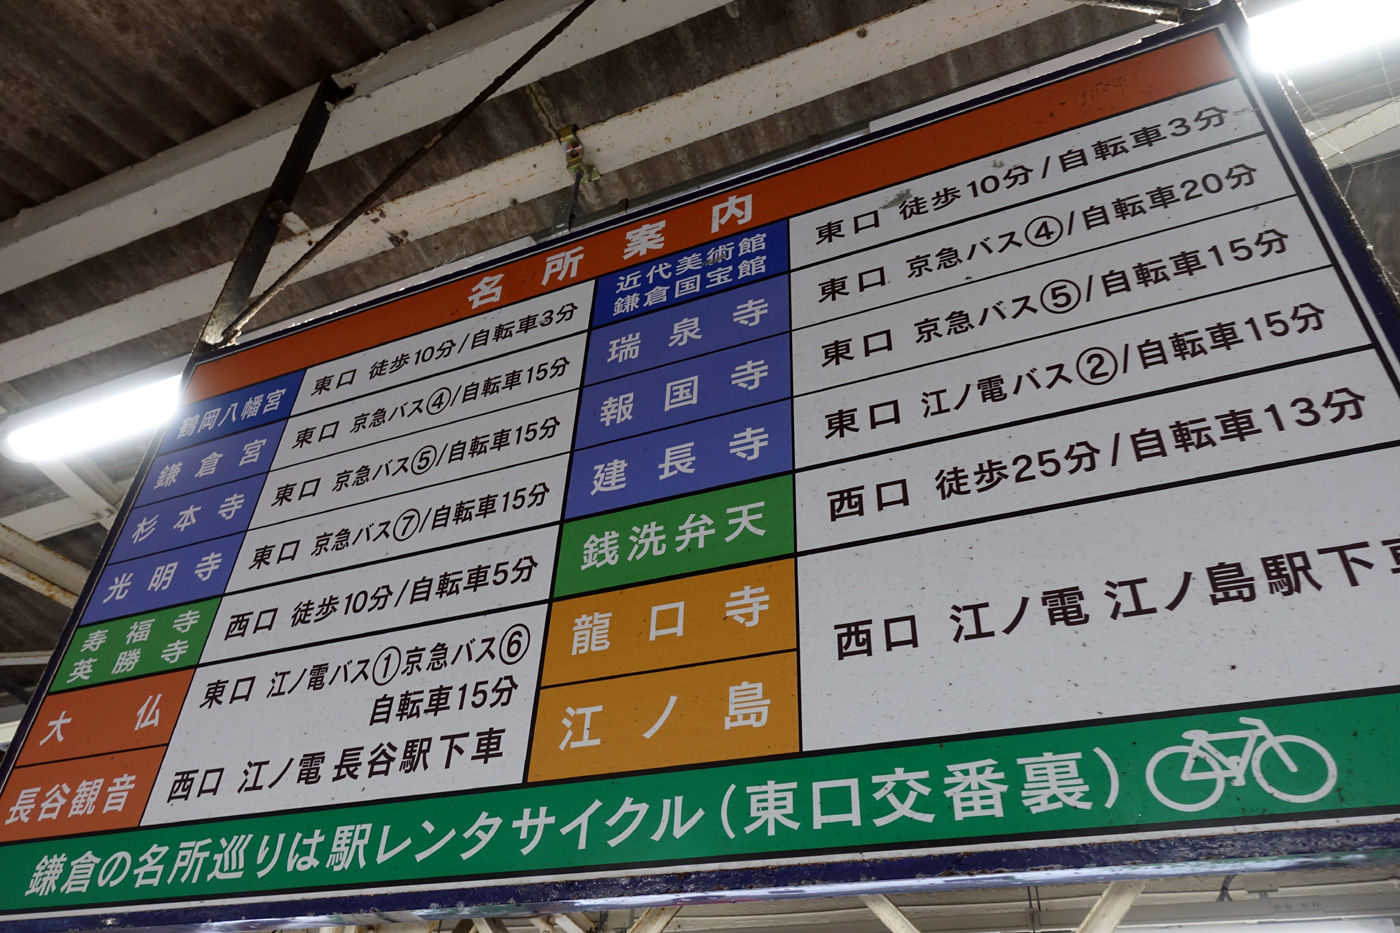 名所案内
鶴岡八幡宮 東口 徒歩10分/自転車3分
鎌倉宮 東口 京急バス④/自転車15分
杉本寺 東口 京急バス⑤/自転車15分
光明寺 東口 京急バス⑦/自転車15分
寿福寺
英勝寺
西口 徒歩10分/自転車5分
大仏
長谷観音
東口 江ノ電バス①京急バス⑥
自転車15分
西口 江ノ電 長谷駅下車
近代美術館
鎌倉国宝館
東口 徒歩10分/自転車3分
瑞泉寺 東口 京急バス④/自転車20分
報国寺 東口 京急バス⑤/自転車15分
建長寺 東口 江ノ電バス②/自転車15分
銭洗弁天 西口 徒歩25分/自転車13分
龍口寺
江ノ島
西口 江ノ電 江ノ島駅下車
鎌倉の名所巡りは駅レンタサイクル(東口交番裏)